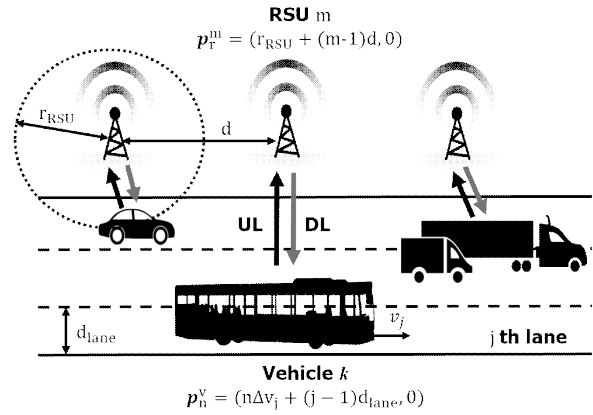 RSU m
p_r^m = (r_RSU + (m-1)d, 0)
r_RSU
d
UL DL
d_lane
v_j
j th lane
Vehicle k
p_n^v = (nΔv_j + (j − 1)d_lane, 0)